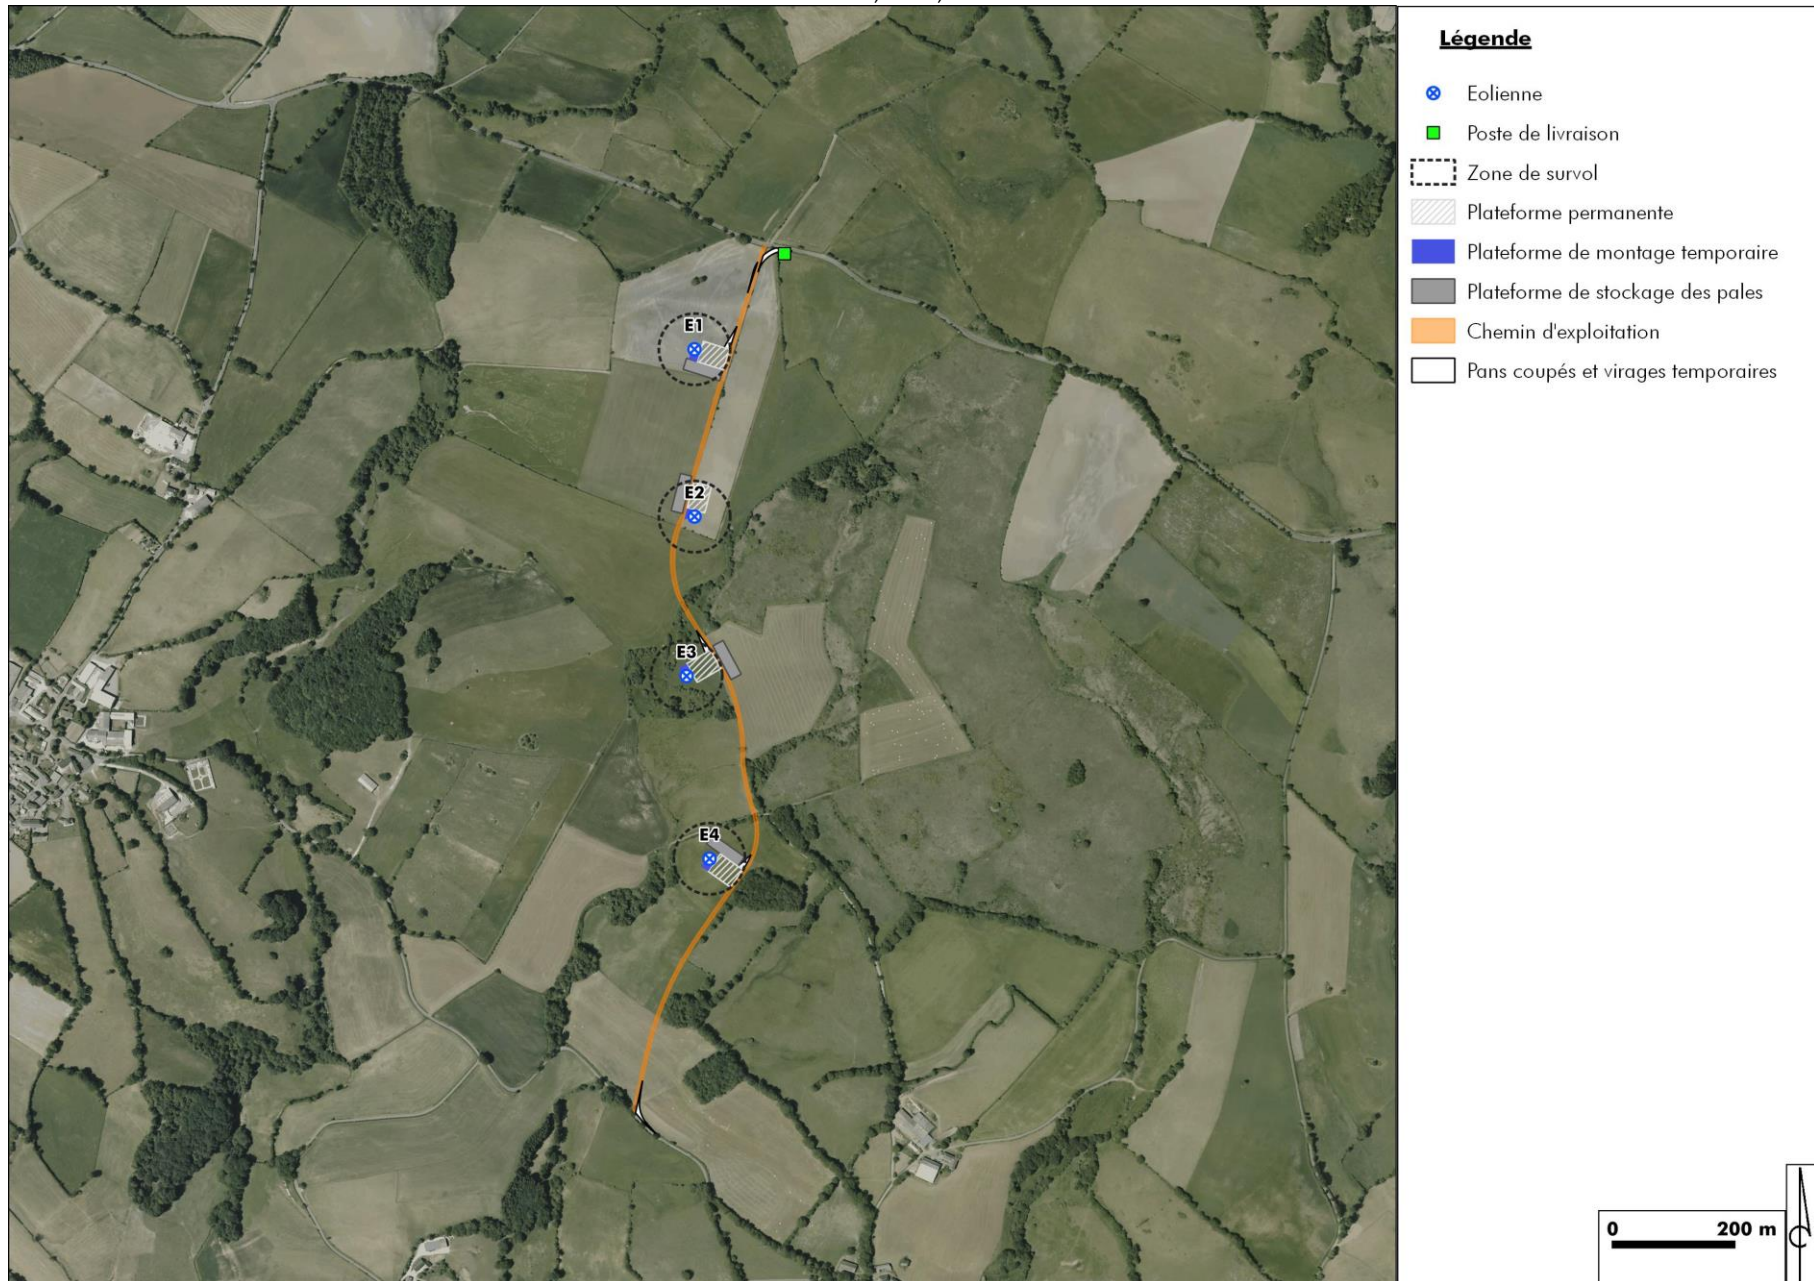 Légende
Eolienne
Poste de livraison
Zone de survol
Plateforme permanente
Plateforme de montage temporaire
Plateforme de stockage des pales
Chemin d'exploitation
Pans coupés et virages temporaires
E1
E2
E3
E4
0 200 m